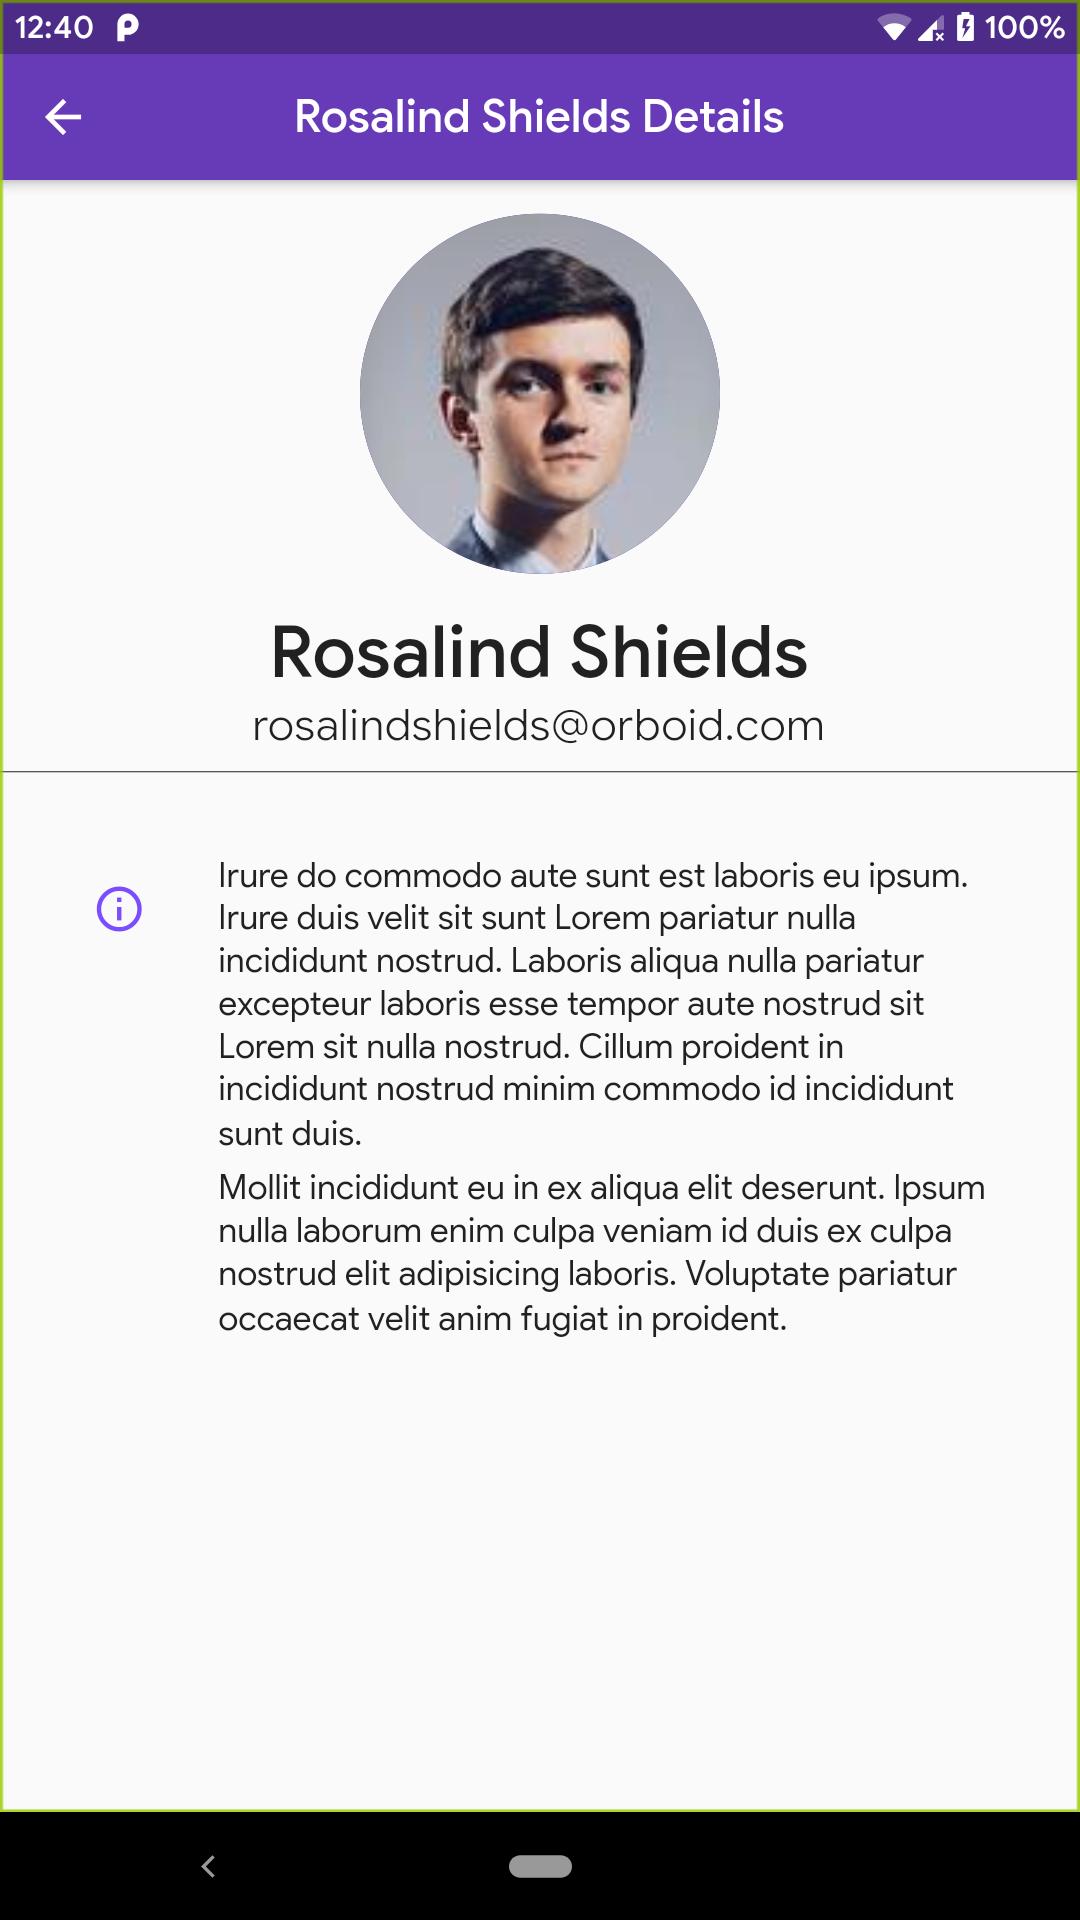 12:40
100%
Rosalind Shields Details
Rosalind Shields
rosalindshields@orboid.com
Irure do commodo aute sunt est laboris eu ipsum.
Irure duis velit sit sunt Lorem pariatur nulla
incididunt nostrud. Laboris aliqua nulla pariatur
excepteur laboris esse tempor aute nostrud sit
Lorem sit nulla nostrud. Cillum proident in
incididunt nostrud minim commodo id incididunt
sunt duis.
Mollit incididunt eu in ex aliqua elit deserunt. Ipsum
nulla laborum enim culpa veniam id duis ex culpa
nostrud elit adipisicing laboris. Voluptate pariatur
occaecat velit anim fugiat in proident.